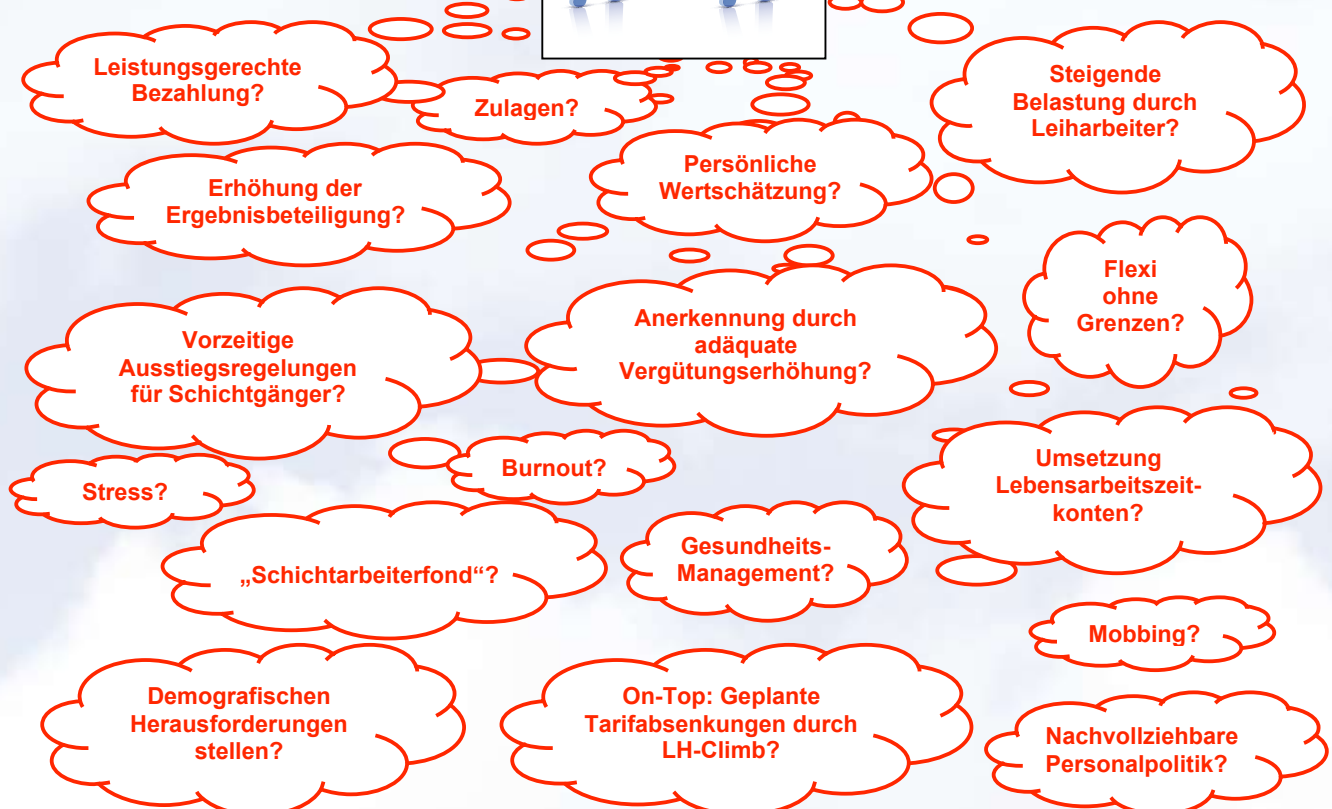 Leistungsgerechte
Bezahlung?
Zulagen?
Steigende
Belastung durch
Leiharbeiter?
Persönliche
Wertschätzung?
Erhöhung der
Ergebnisbeteiligung?
Flexi
ohne
Grenzen?
Anerkennung durch
adäquate
Vergütungserhöhung?
Vorzeitige
Ausstiegsregelungen
für Schichtgänger?
Burnout?
Umsetzung
Lebensarbeitszeit-
konten?
Stress?
„Schichtarbeiterfond“?
Gesundheits-
Management?
Mobbing?
Demografischen
Herausforderungen
stellen?
On-Top: Geplante
Tarifabsenkungen durch
LH-Climb?
Nachvollziehbare
Personalpolitik?